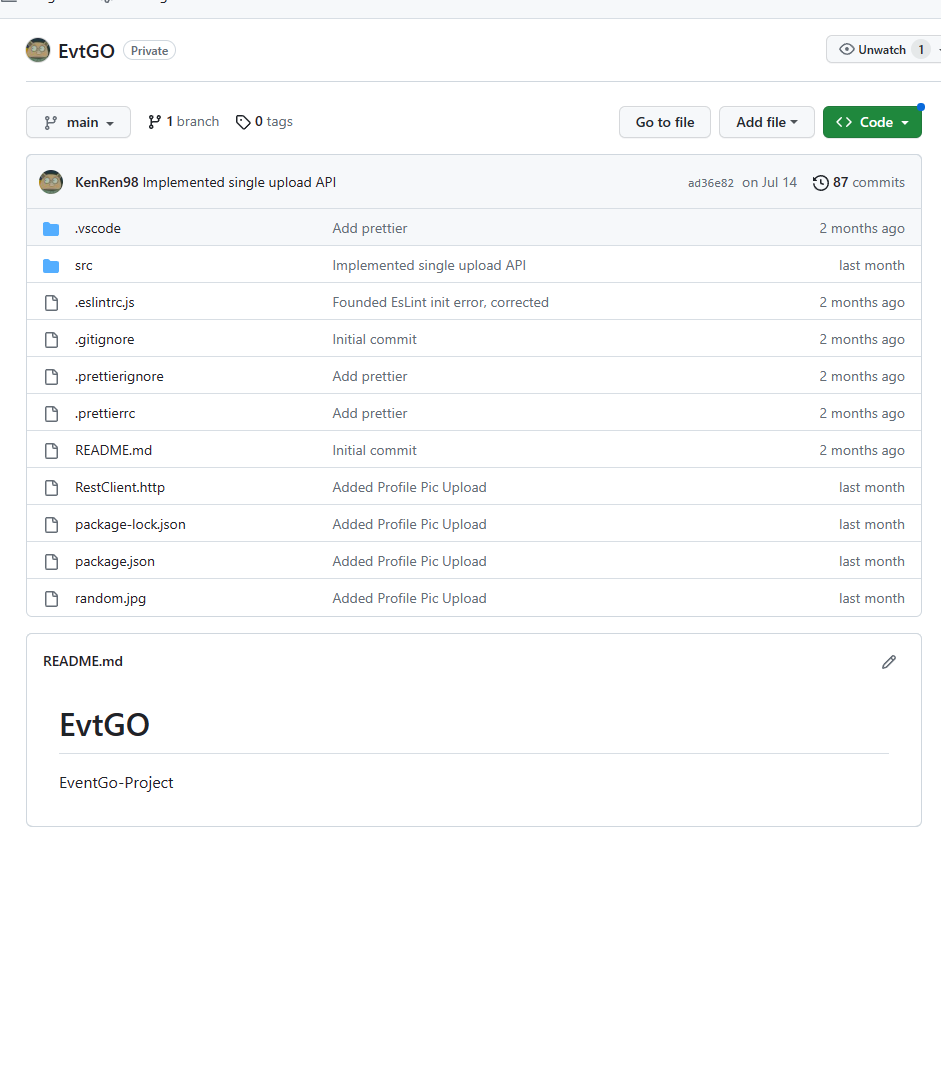 EvtGO Private Unwatch 1
main 1 branch 0 tags Go to file Add file Code
KenRen98 Implemented single upload API ad36e82 on Jul 14 87 commits
.vscode Add prettier 2 months ago
src Implemented single upload API last month
.eslintrc.js Founded EsLint init error, corrected 2 months ago
.gitignore Initial commit 2 months ago
.prettierignore Add prettier 2 months ago
.prettierrc Add prettier 2 months ago
README.md Initial commit 2 months ago
RestClient.http Added Profile Pic Upload last month
package-lock.json Added Profile Pic Upload last month
package.json Added Profile Pic Upload last month
random.jpg Added Profile Pic Upload last month
README.md
EvtGO
EventGo-Project